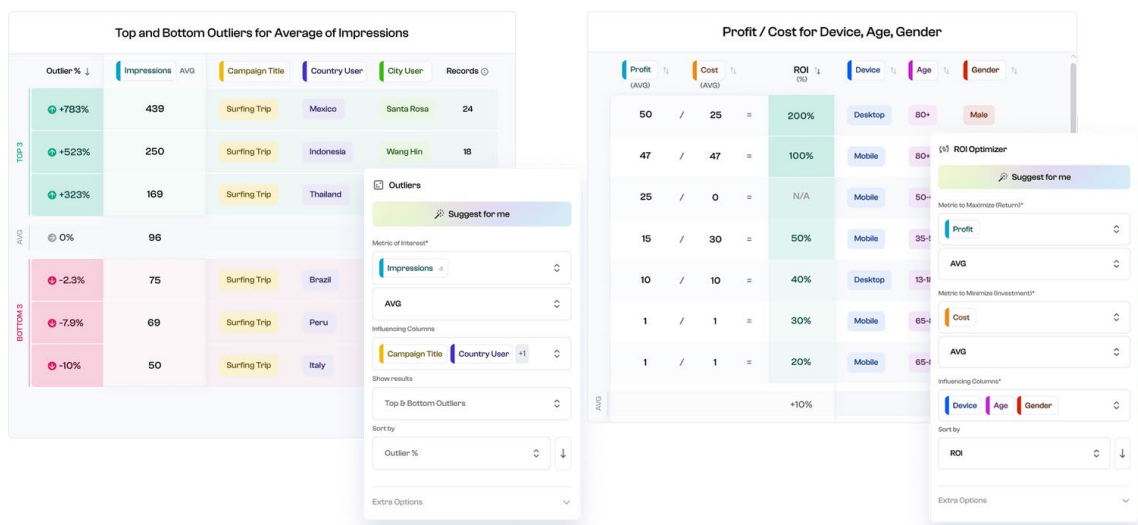 Top and Bottom Outliers for Average of Impressions
Outlier % ↓ Impressions AVG Campaign Title Country User City User Records
TOP 3
+783% 439 Surfing Trip Mexico Santa Rosa 24
+523% 250 Surfing Trip Indonesia Wang Hin 18
+323% 169 Surfing Trip Thailand
AVG 0% 96
BOTTOM 3
-2.3% 75 Surfing Trip Brazil
-7.9% 69 Surfing Trip Peru
-10% 50 Surfing Trip Italy
Outliers
Suggest for me
Metric of Interest*
Impressions
AVG
Influencing Columns
Campaign Title Country User +1
Show results
Top & Bottom Outliers
Sort by
Outlier % ↓
Extra Options
Profit / Cost for Device, Age, Gender
Profit Cost ROI Device Age Gender
(AVG) (AVG) (%)
50 / 25 = 200% Desktop 80+ Male
47 / 47 = 100% Mobile 80+
25 / 0 = N/A Mobile
15 / 30 = 50% Mobile
10 / 10 = 40% Desktop
1 / 1 = 30% Mobile
1 / 1 = 20% Mobile
AVG +10%
ROI Optimizer
Suggest for me
Metric to Maximize (Return)*
Profit
AVG
Metric to Minimize (Investment)*
Cost
AVG
Influencing Columns*
Device Age Gender
Sort by
ROI ↓
Extra Options